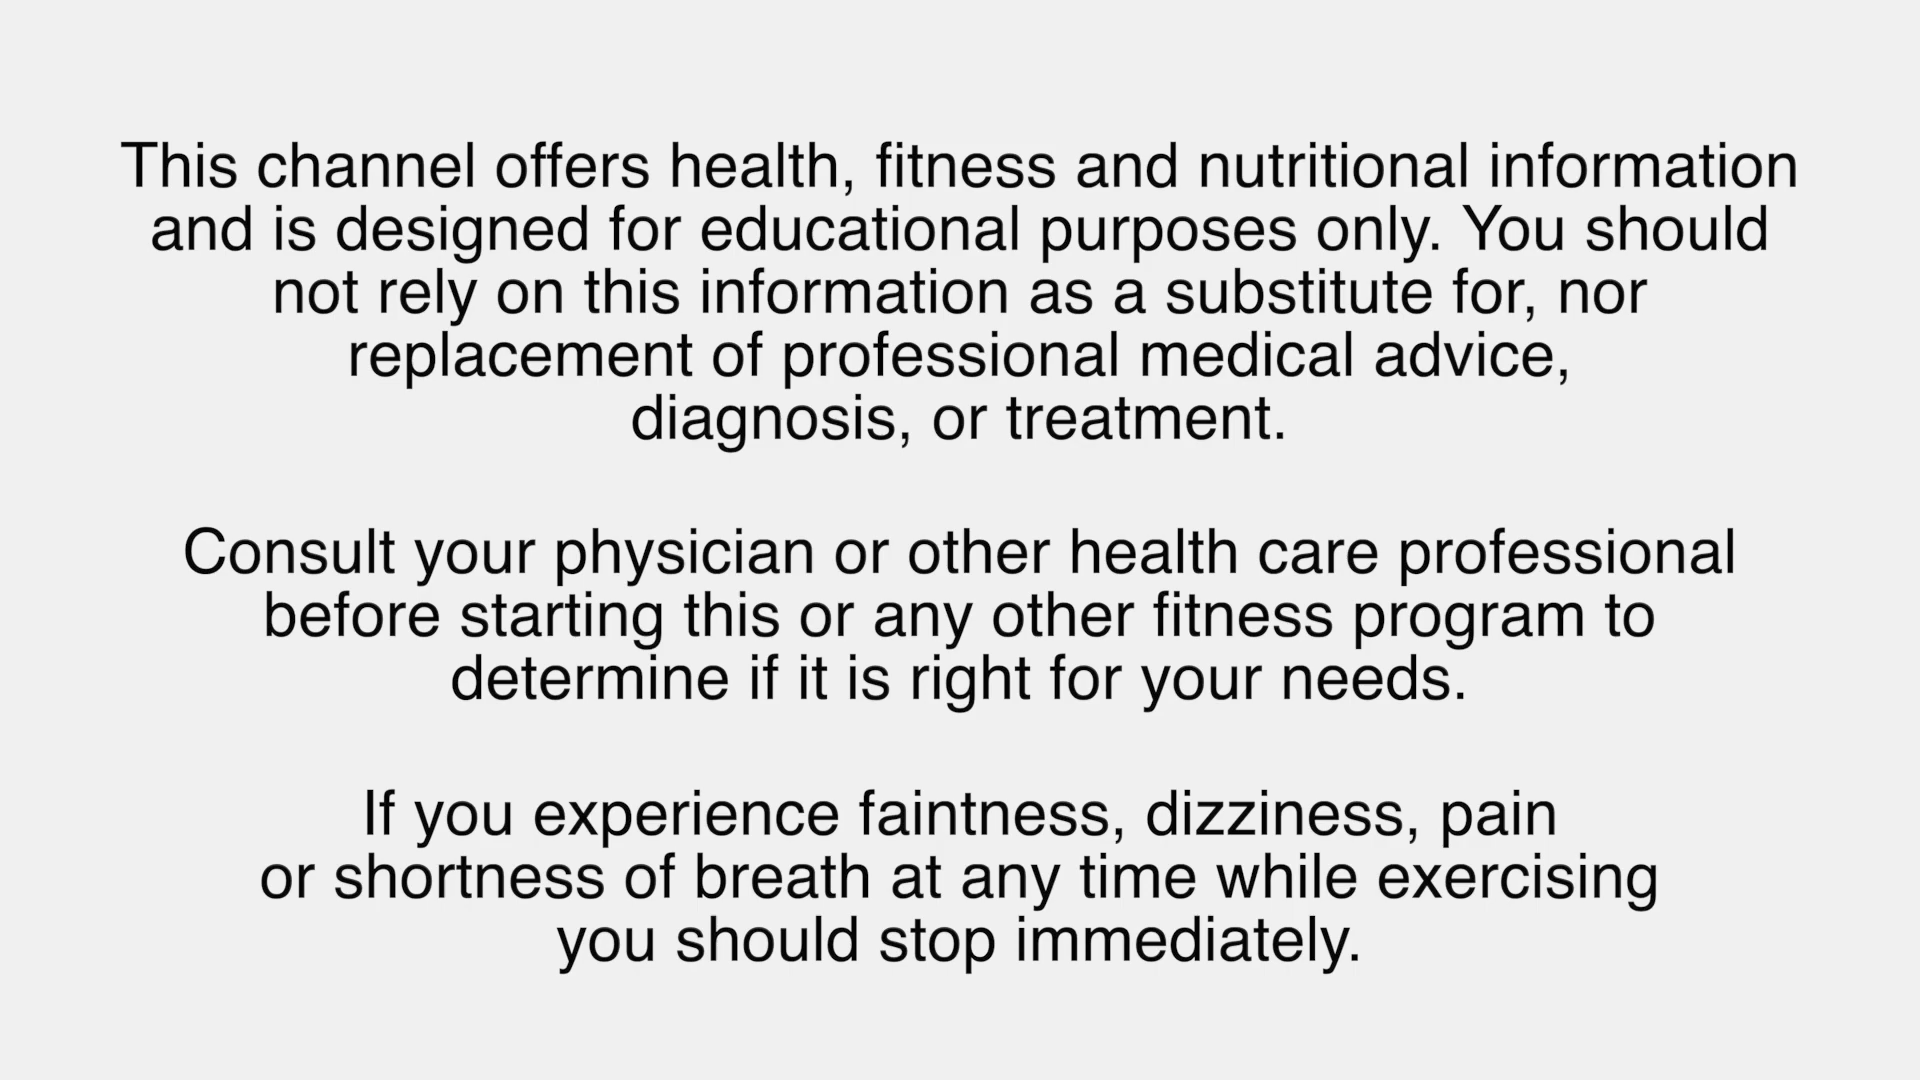 This channel offers health, fitness and nutritional information
and is designed for educational purposes only. You should
not rely on this information as a substitute for, nor
replacement of professional medical advice,
diagnosis, or treatment.
Consult your physician or other health care professional
before starting this or any other fitness program to
determine if it is right for your needs.
If you experience faintness, dizziness, pain
or shortness of breath at any time while exercising
you should stop immediately.